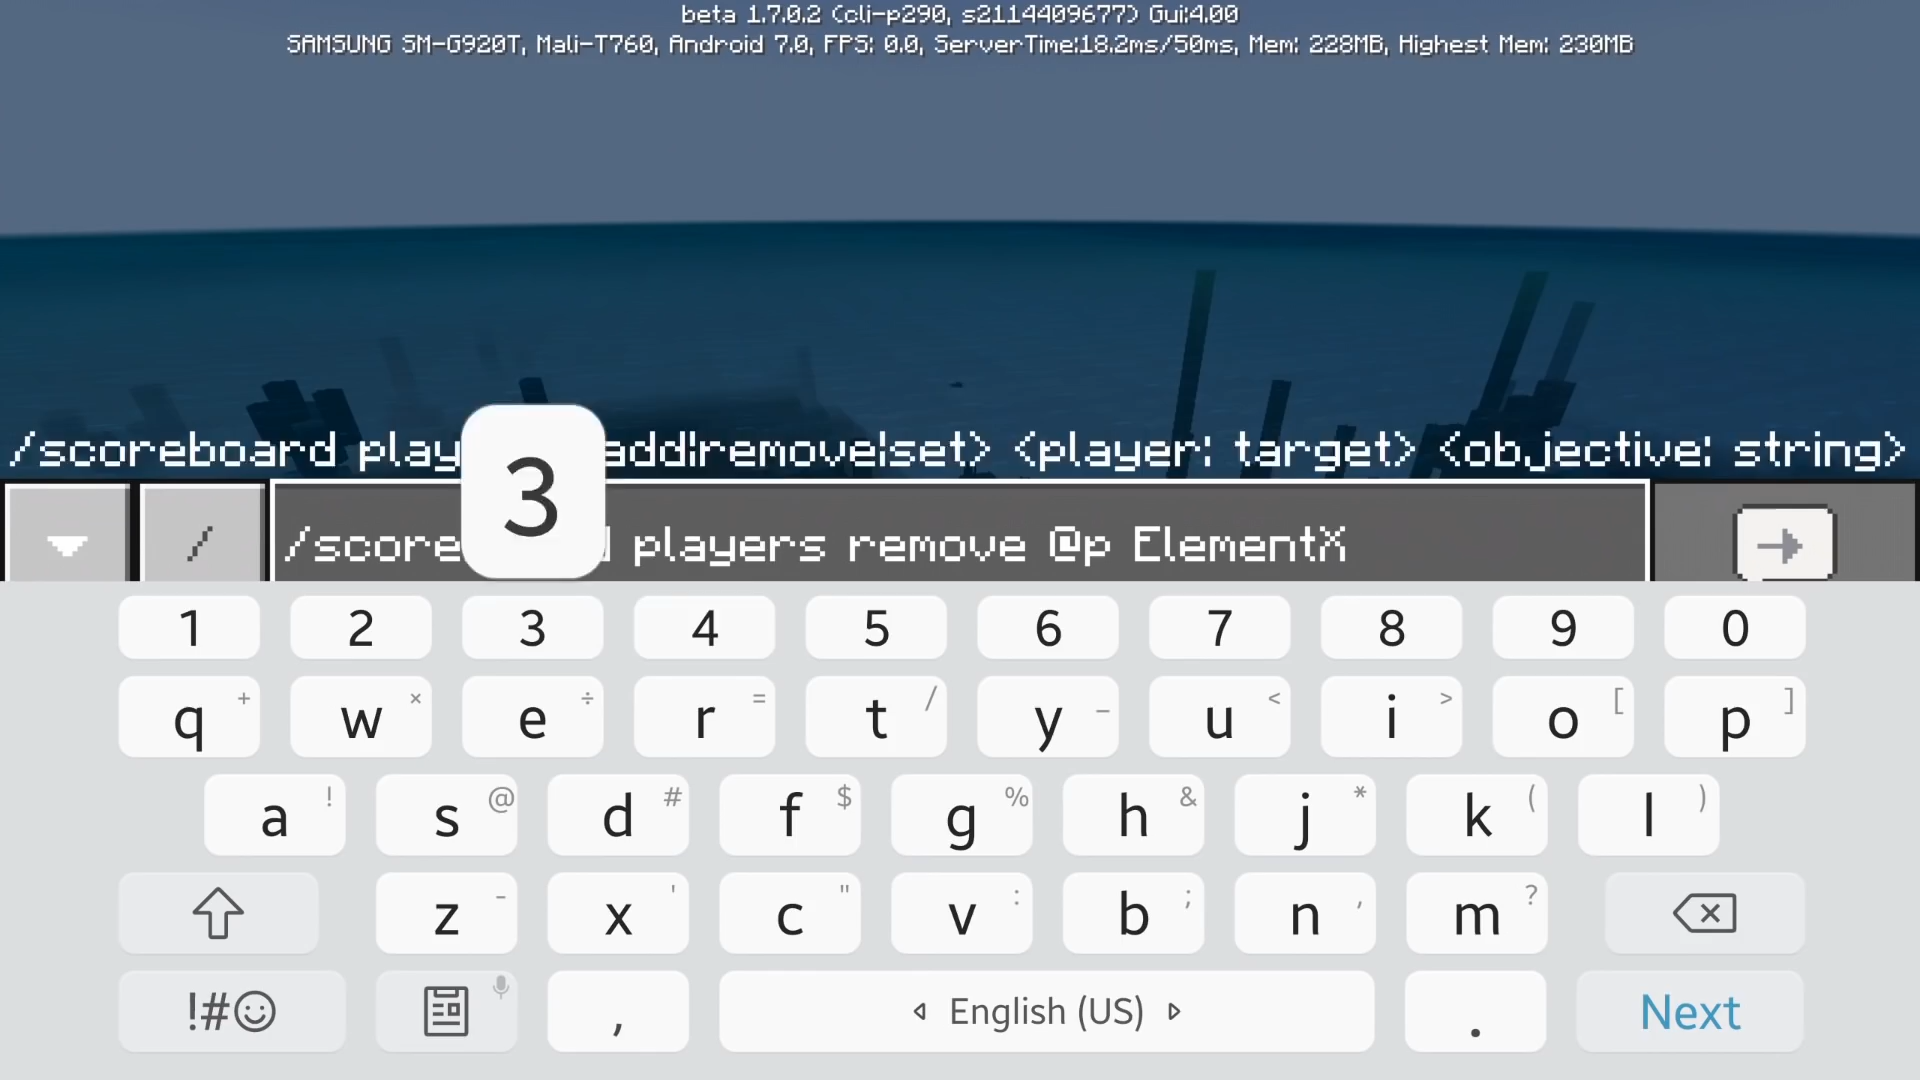 beta 1.7.0.2 (cli-p290, s2114409677) Gui:4.00
SAMSUNG SM-G920T, Mali-T760, Android 7.0, FPS: 0.0, ServerTime:18.2ms/50ms, Mem: 228MB, Highest Mem: 230MB
/scoreboard play add|remove|set> <player: target> <objective: string>
3
/ /score d players remove @p ElementX
1 2 3 4 5 6 7 8 9 0
q + w × e ÷ r = t / y _ u < i > o [ p ]
a ! s @ d # f $ g % h & j * k ( l )
z - x ' c " v : b ; n , m ?
!#☺ , English (US) . Next